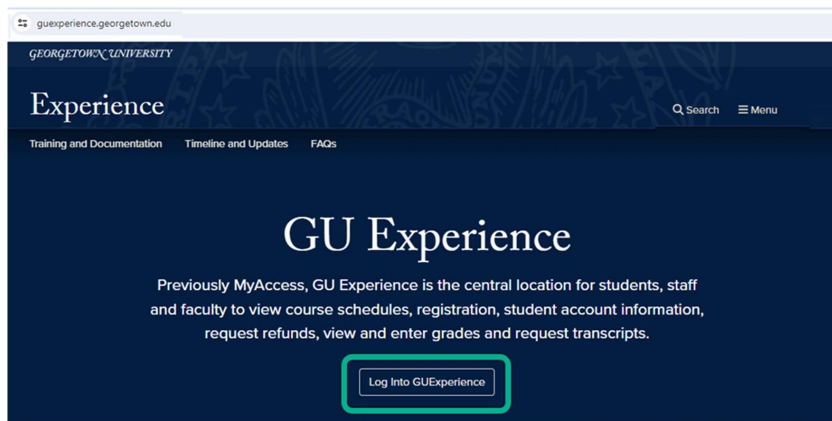 guexperience.georgetown.edu
GEORGETOWN UNIVERSITY
Experience
Search
Menu
Training and Documentation
Timeline and Updates
FAQs
GU Experience
Previously MyAccess, GU Experience is the central location for students, staff
and faculty to view course schedules, registration, student account information,
request refunds, view and enter grades and request transcripts.
Log Into GUExperience